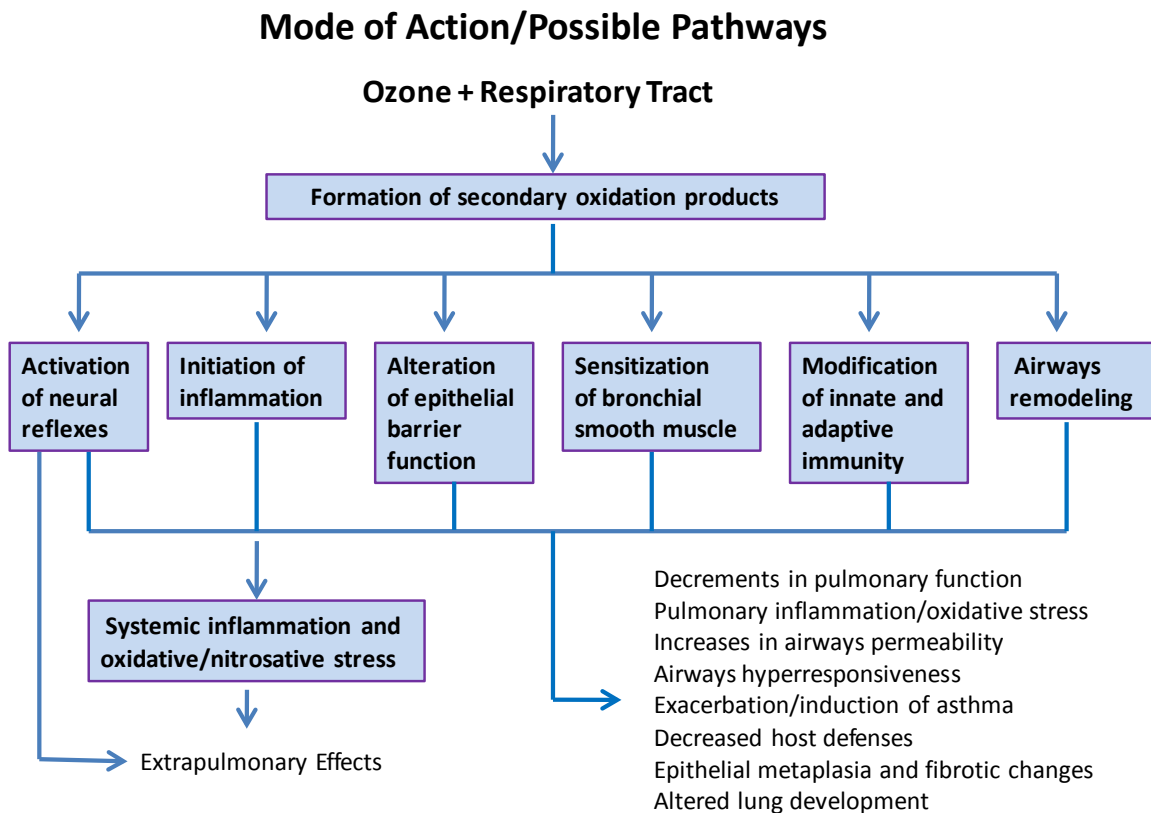 Mode of Action/Possible Pathways
Ozone + Respiratory Tract
Formation of secondary oxidation products
Activation
of neural
reflexes
Initiation of
inflammation
Alteration
of epithelial
barrier
function
Sensitization
of bronchial
smooth muscle
Modification
of innate and
adaptive
immunity
Airways
remodeling
Systemic inflammation and
oxidative/nitrosative stress
Extrapulmonary Effects
Decrements in pulmonary function
Pulmonary inflammation/oxidative stress
Increases in airways permeability
Airways hyperresponsiveness
Exacerbation/induction of asthma
Decreased host defenses
Epithelial metaplasia and fibrotic changes
Altered lung development